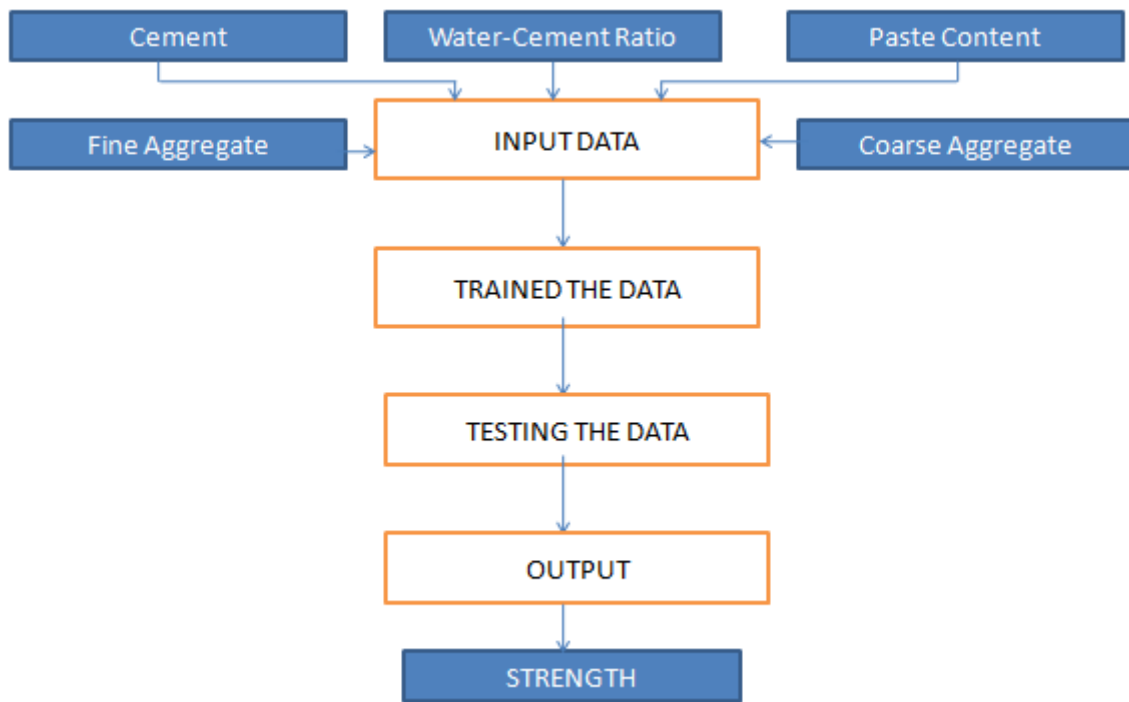 Cement
Water-Cement Ratio
Paste Content
Fine Aggregate
INPUT DATA
Coarse Aggregate
TRAINED THE DATA
TESTING THE DATA
OUTPUT
STRENGTH